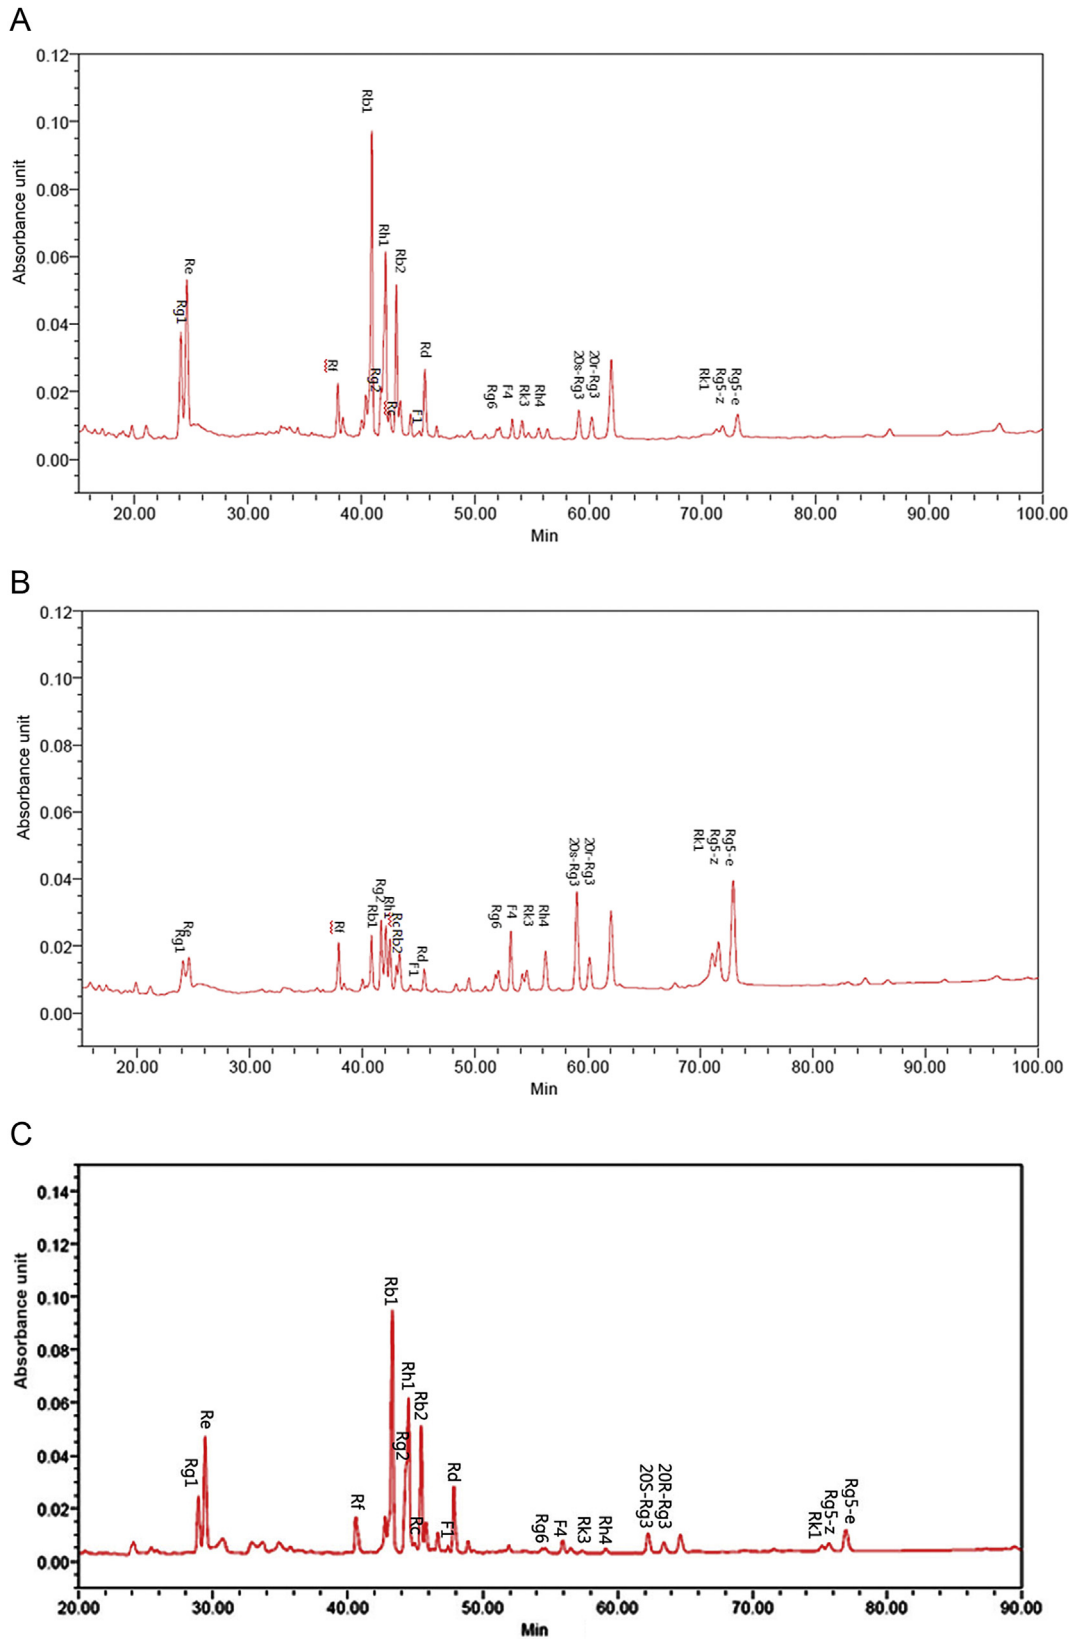 A
0.12
0.10
0.08
0.06
0.04
0.02
0.00
Absorbance unit
Rg1
Re
Rf
Rb1
Rg2
Rh1
Rc
Rb2
F1
Rd
Rg6
F4
Rk3
Rh4
20s-Rg3
20r-Rg3
Rk1
Rg5-z
Rg5-e
20.00 30.00 40.00 50.00 60.00 70.00 80.00 90.00 100.00
Min
B
0.12
0.10
0.08
0.06
0.04
0.02
0.00
Absorbance unit
Rg1
Re
Rf
Rb1
Rg2
Rh1
Rc
Rb2
F1
Rd
Rg6
F4
Rk3
Rh4
20s-Rg3
20r-Rg3
Rk1
Rg5-z
Rg5-e
20.00 30.00 40.00 50.00 60.00 70.00 80.00 90.00 100.00
Min
C
0.14
0.12
0.10
0.08
0.06
0.04
0.02
0.00
Absorbance unit
Rg1
Re
Rf
Rb1
Rg2
Rh1
Rc
Rb2
F1
Rd
Rg6
F4
Rk3
Rh4
20S-Rg3
20R-Rg3
Rk1
Rg5-z
Rg5-e
20.00 30.00 40.00 50.00 60.00 70.00 80.00 90.00
Min